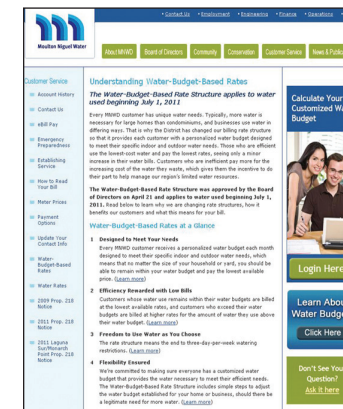 Contact Us
Employment
Engineering
Finance
Operations
Moulton Niguel Water
About MNWD
Board of Directors
Community
Conservation
Customer Service
News & Public
Customer Service
Account History
Contact Us
eBill Pay
Emergency
Preparedness
Establishing
Service
How to Read
Your Bill
Meter Prices
Payment
Options
Update Your
Contact Info
Water-
Budget-Based
Rates
Water Rates
2009 Prop. 218
Notice
2011 Prop. 218
Notice
2011 Laguna
Sur/Monarch
Point Prop. 218
Notice
Understanding Water-Budget-Based Rates
The Water-Budget-Based Rate Structure applies to water
used beginning July 1, 2011
Every MNWD customer has unique water needs. Typically, more water is
necessary for large homes than condominiums, and businesses use water in
differing ways. That is why the District has changed our billing rate structure
so that it provides each customer with a personalized water budget designed
to meet their specific indoor and outdoor water needs. Those who are efficient
use the lowest-cost water and pay the lowest rates, seeing only a minor
increase in their water bills. Customers who are inefficient pay more for the
increasing cost of the water they waste, which gives them the incentive to do
their part to help manage our region's limited water resources.
The Water-Budget-Based Rate Structure was approved by the Board
of Directors on April 21 and applies to water used beginning July 1,
2011. Read below to learn why we are changing rate structures, how it
benefits our customers and what this means for your bill.
Water-Budget-Based Rates at a Glance
1 Designed to Meet Your Needs
Every MNWD customer receives a personalized water budget each month
designed to meet their specific indoor and outdoor water needs, which
means that no matter the size of your household or yard, you should be
able to remain within your water budget and pay the lowest available
price. (Learn more)
2 Efficiency Rewarded with Low Bills
Customers whose water use remains within their water budgets are billed
at the lowest available rates, and customers who exceed their water
budgets are billed at higher rates for the amount of water they use above
their water budget. (Learn more)
3 Freedom to Use Water as You Choose
The rate structure means the end to three-day-per-week watering
restrictions. (Learn more)
4 Flexibility Ensured
We're committed to making sure everyone has a customized water
budget that provides the water necessary to meet their efficient needs.
The Water-Budget-Based Rate Structure includes simple steps to adjust
the water budget established for your home or business, should there be
a legitimate need for more water. (Learn more)
Calculate Your
Customized Wa
Budget
Login Here
Learn Abou
Water Budge
Click Here
Don't See You
Question?
Ask it here